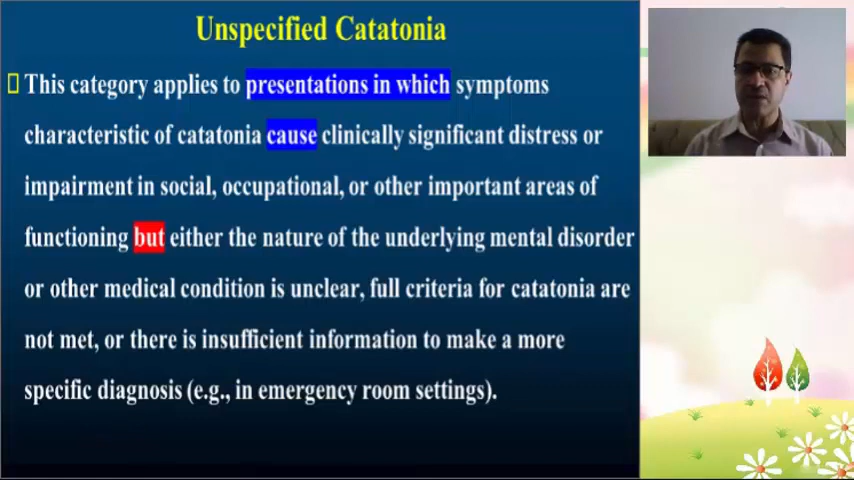 Unspecified Catatonia
This category applies to presentations in which symptoms
characteristic of catatonia cause clinically significant distress or
impairment in social, occupational, or other important areas of
functioning but either the nature of the underlying mental disorder
or other medical condition is unclear, full criteria for catatonia are
not met, or there is insufficient information to make a more
specific diagnosis (e.g., in emergency room settings).